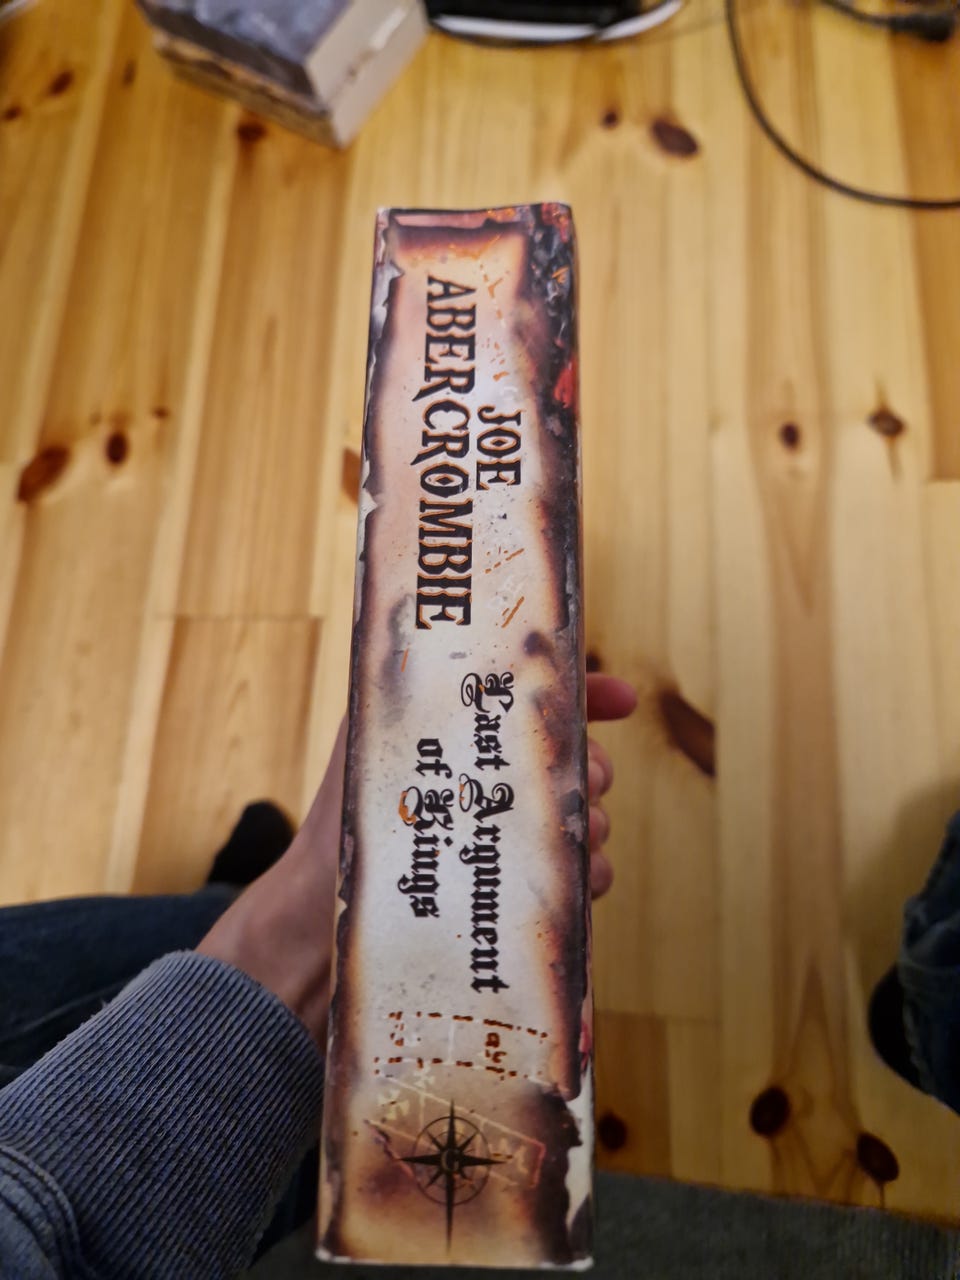 JOE
ABERCROMBIE
Last Argument
of Kings